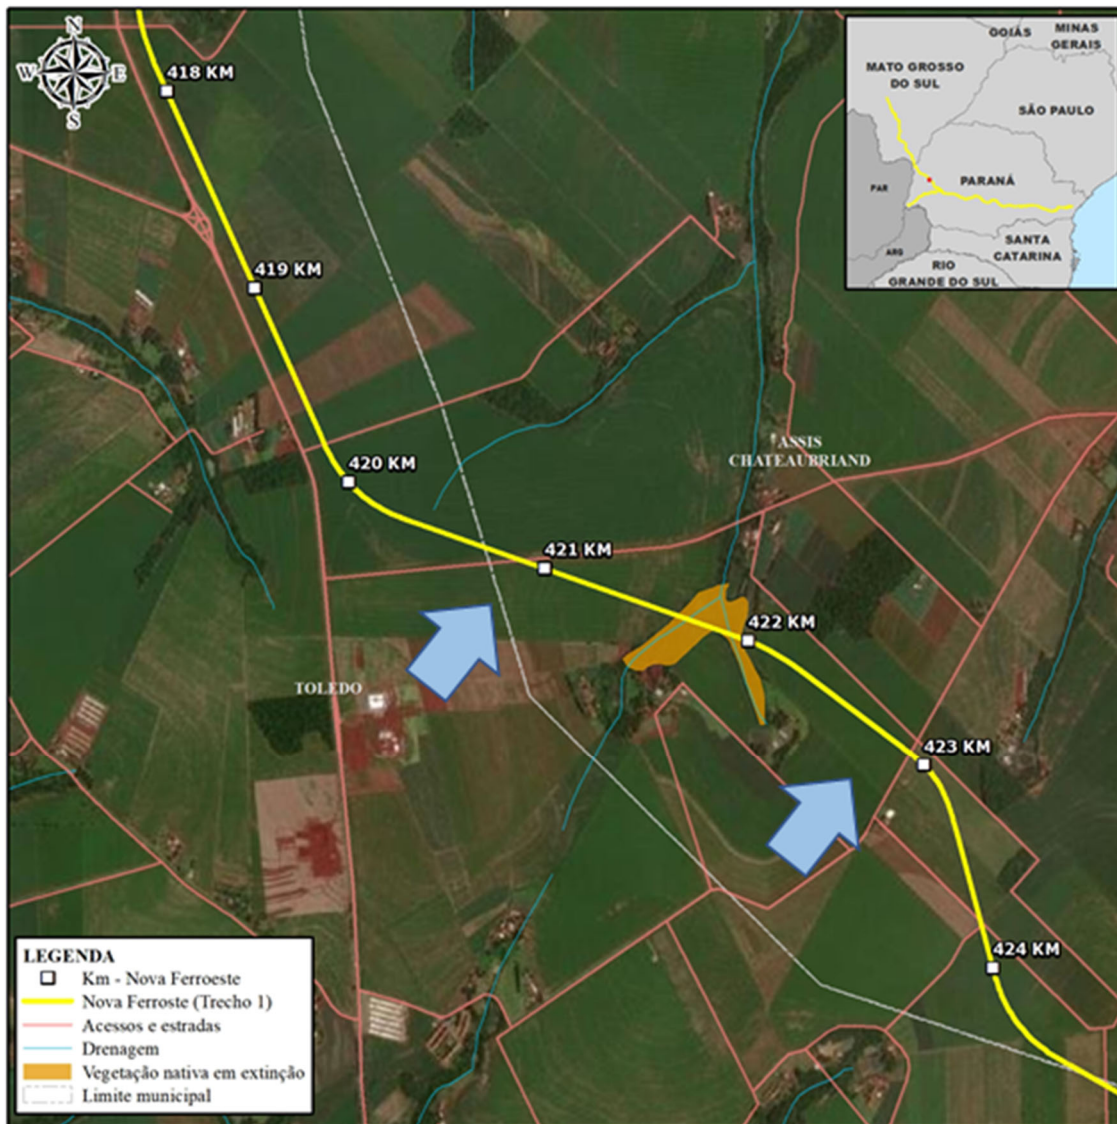 N
W
E
S
418 KM
419 KM
420 KM
421 KM
422 KM
423 KM
424 KM
ASSIS
CHATEAUBRIAND
TOLEDO
GOIÁS
MINAS
GERAIS
MATO GROSSO
DO SUL
SÃO PAULO
PAR
PARANÁ
ARG
SANTA
CATARINA
RIO
GRANDE DO SUL
LEGENDA
Km - Nova Ferroeste
Nova Ferroste (Trecho 1)
Acessos e estradas
Drenagem
Vegetação nativa em extinção
Limite municipal